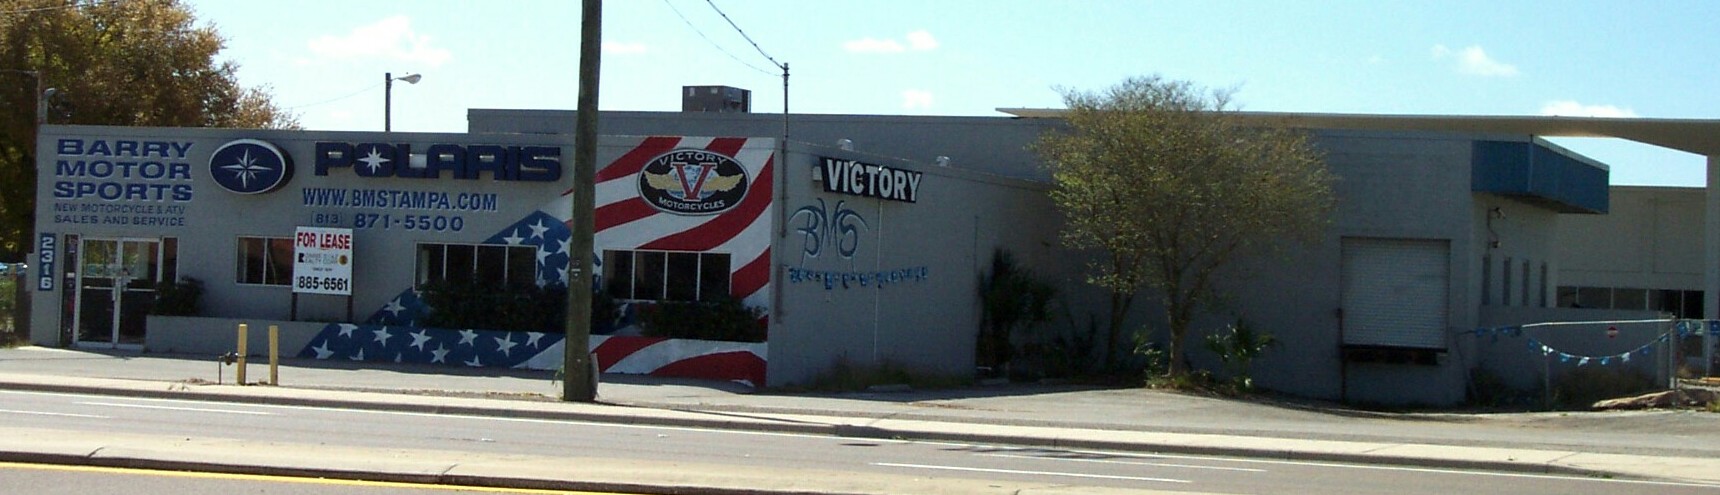 BARRY
MOTOR
SPORTS
NEW MOTORCYCLE & ATV
SALES AND SERVICE
2316
POLARIS
WWW.BMSTAMPA.COM
(813) 871-5500
FOR LEASE
885-6561
VICTORY
V
MOTORCYCLES
VICTORY
BMS